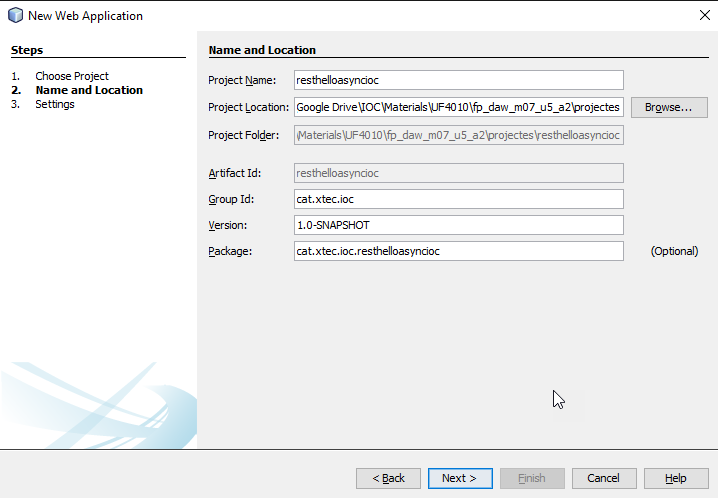 New Web Application
Steps
1. Choose Project
2. Name and Location
3. Settings
Name and Location
Project Name: resthelloasyncioc
Project Location: Google Drive\IOC\Materials\UF4010\fp_daw_m07_u5_a2\projectes Browse...
Project Folder: \Materials\UF4010\fp_daw_m07_u5_a2\projectes\resthelloasyncioc
Artifact Id: resthelloasyncioc
Group Id: cat.xtec.ioc
Version: 1.0-SNAPSHOT
Package: cat.xtec.ioc.resthelloasyncioc (Optional)
< Back Next > Finish Cancel Help